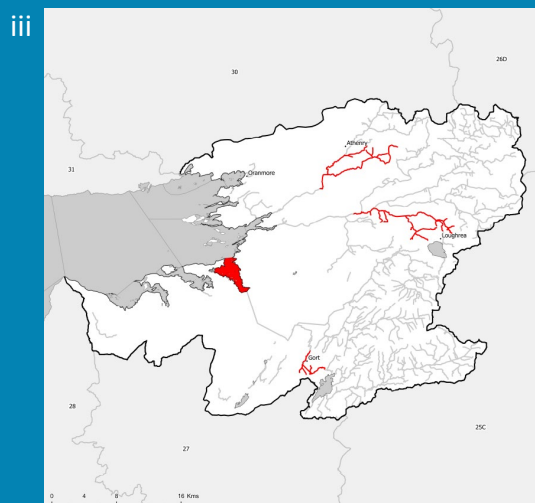 iii
26D
30
Athenry
31
Oranmore
Loughrea
Gort
28
25C
27
0 4 8 16 Kms